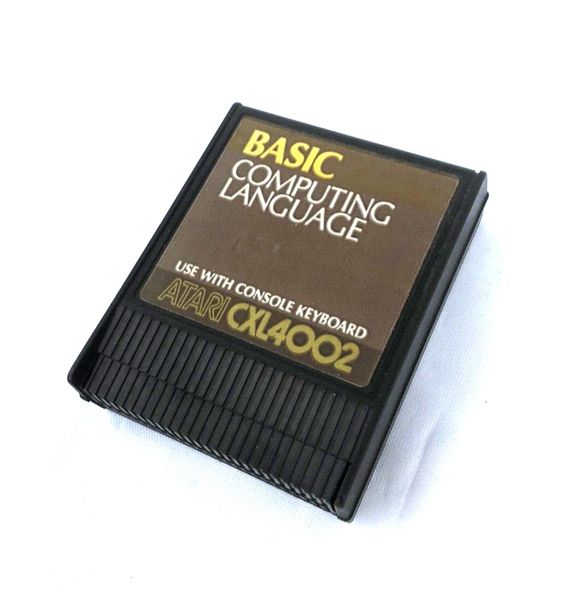 BASIC
COMPUTING
LANGUAGE
USE WITH CONSOLE KEYBOARD
ATARI CXL4002